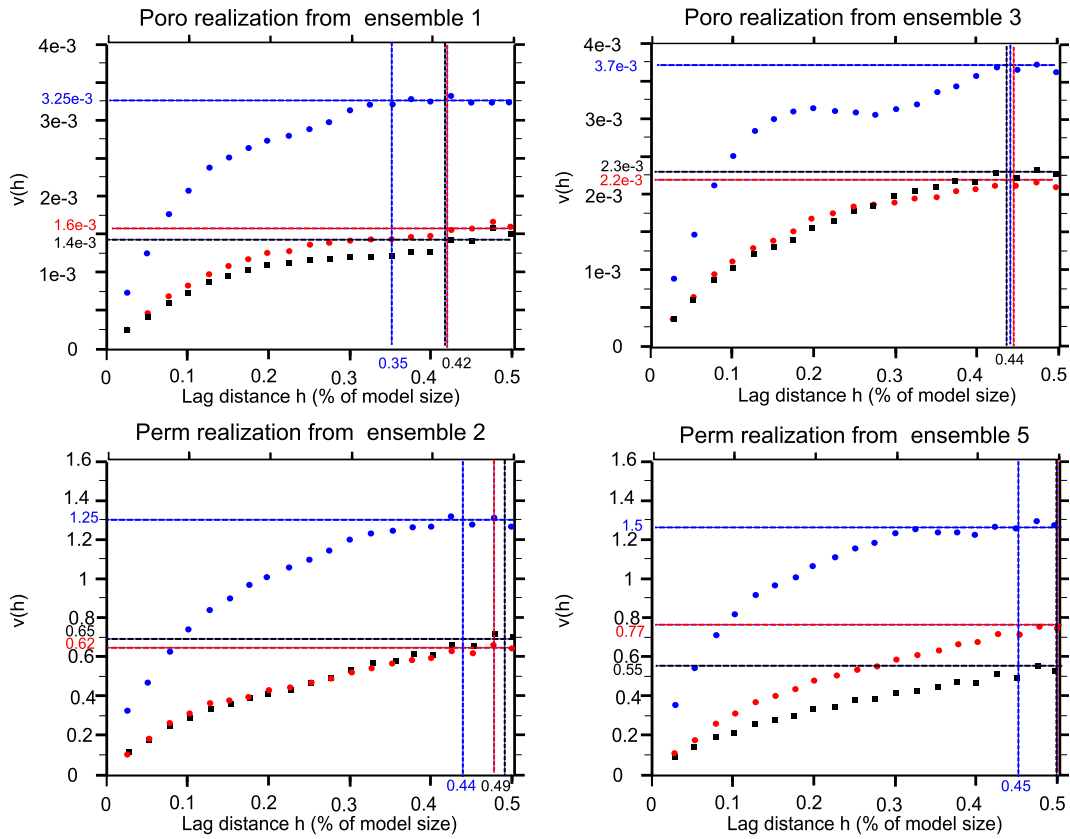 Poro realization from ensemble 1
4e-3
3.25e-3
3e-3
v(h)
2e-3
1.6e-3
1.4e-3
1e-3
0
0.35
0.42
0 0.1 0.2 0.3 0.4 0.5
Lag distance h (% of model size)
Poro realization from ensemble 3
4e-3
3.7e-3
3e-3
v(h)
2.3e-3
2.2e-3
2e-3
1e-3
0
0.44
0 0.1 0.2 0.3 0.4 0.5
Lag distance h (% of model size)
Perm realization from ensemble 2
1.6
1.4
1.25
1.2
v(h)
1
0.8
0.65
0.62
0.6
0.4
0.2
0
0.44 0.49
0 0.1 0.2 0.3 0.4 0.5
Lag distance h (% of model size)
Perm realization from ensemble 5
1.6
1.4
1.5
1.2
v(h)
1
0.8
0.77
0.6
0.55
0.4
0.2
0
0.45
0 0.1 0.2 0.3 0.4 0.5
Lag distance h (% of model size)